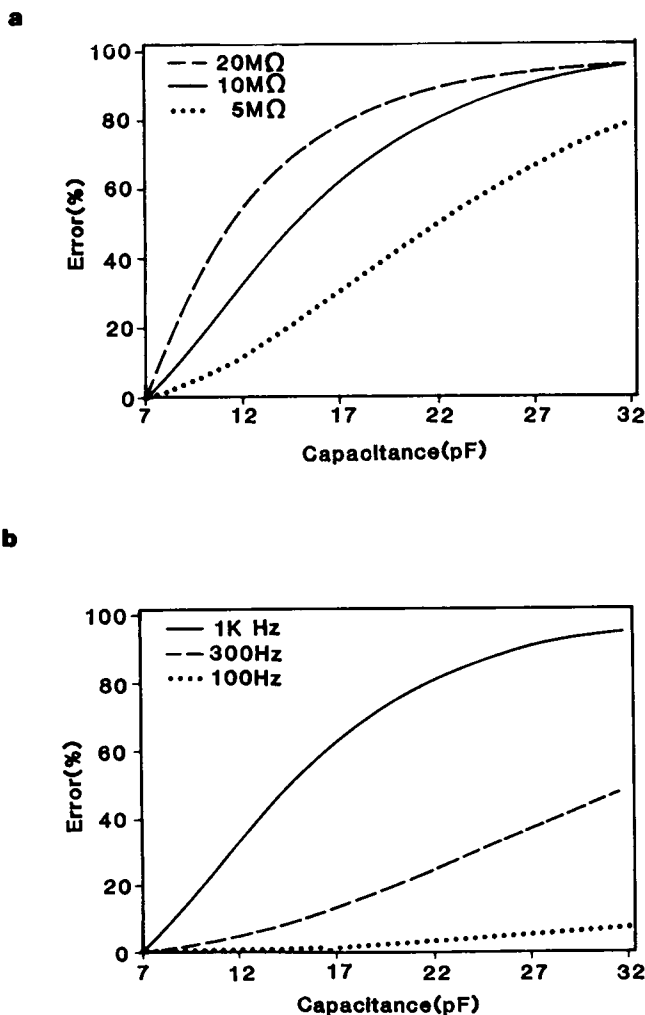 a
100
20MΩ
10MΩ
5MΩ
80
60
40
20
0
Error(%)
7 12 17 22 27 32
Capacitance(pF)
b
100
1K Hz
300Hz
100Hz
80
60
40
20
0
Error(%)
7 12 17 22 27 32
Capacitance(pF)